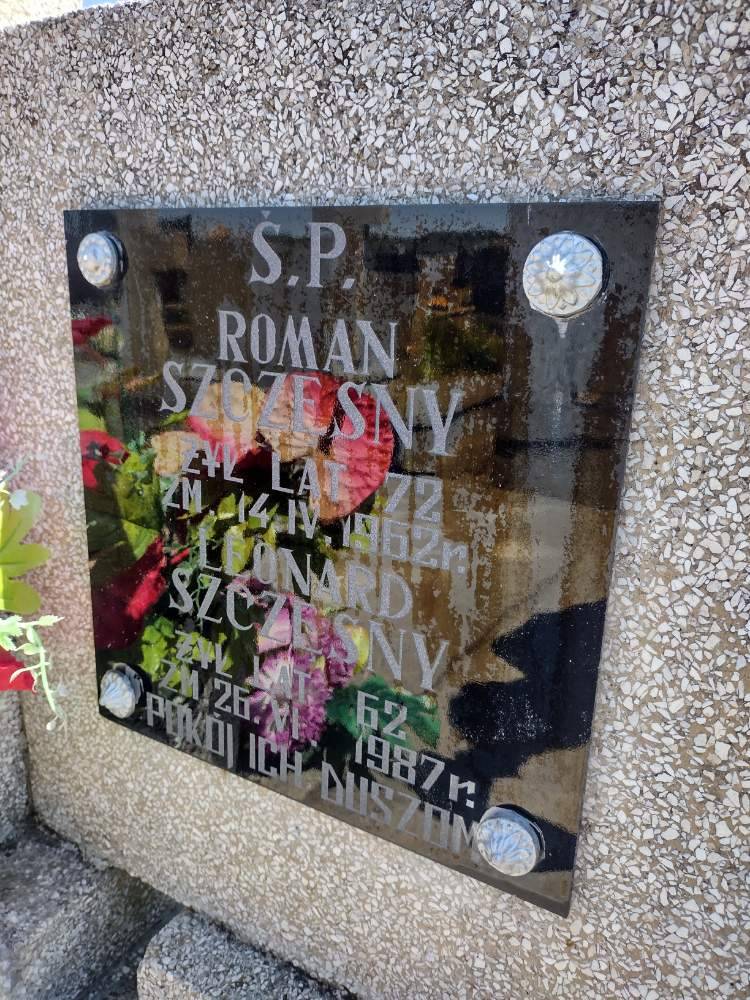 Ś.P.
ROMAN
SZCZĘSNY
ŻYŁ LAT 72
ZM. 14.IV.1962r.
LEONARD
SZCZĘSNY
ŻYŁ LAT 62
ZM 26 VI. 1987r.
POKÓJ ICH DUSZOM